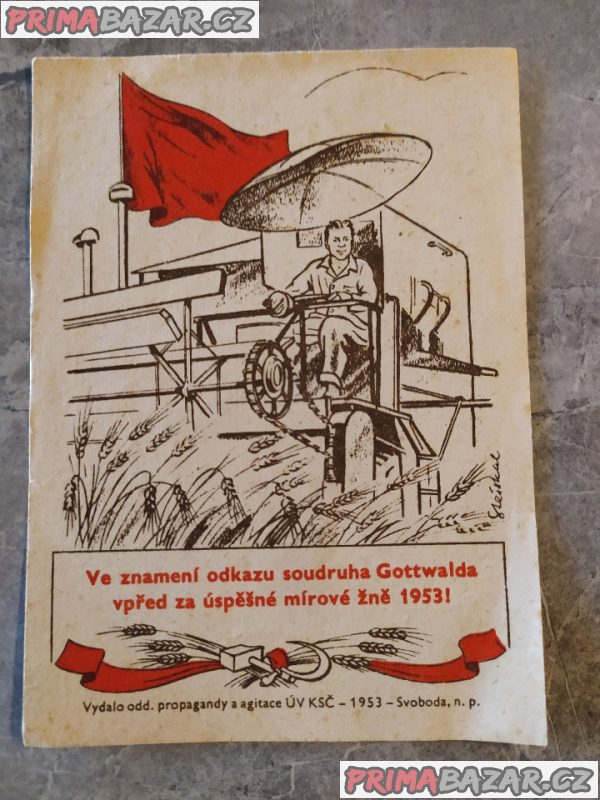 PRIMABAZAR.CZ
Ve znamení odkazu soudruha Gottwalda
vpřed za úspěšné mírové žně 1953!
Vydalo odd. propagandy a agitace ÚV KSČ – 1953 – Svoboda, n. p.
PRIMABAZAR.CZ